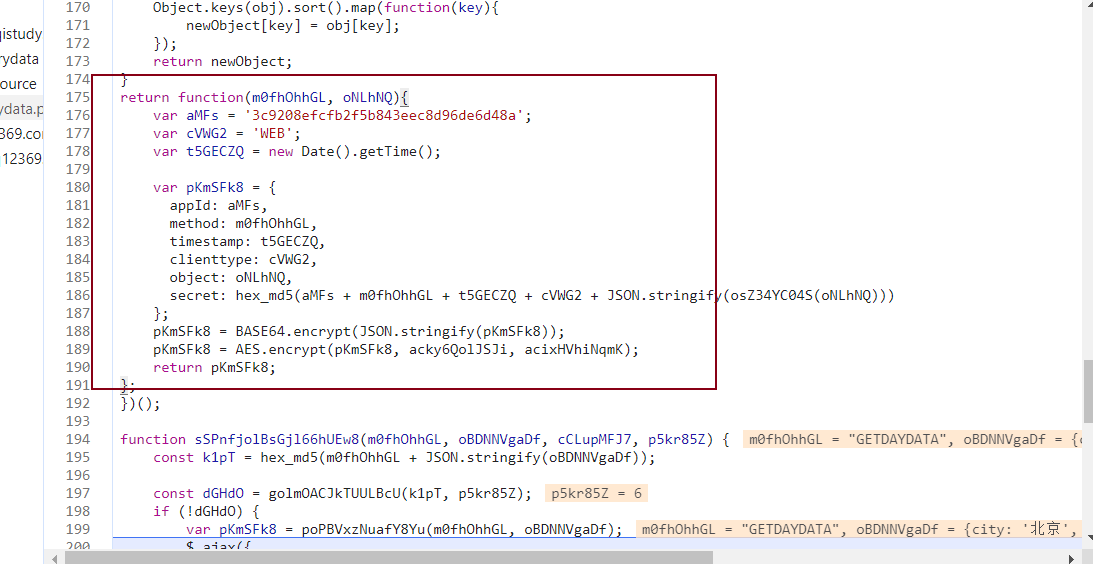 istudy
rydata
ource
ydata.p
369.co
12369
170 Object.keys(obj).sort().map(function(key){
171 newObject[key] = obj[key];
172 });
173 return newObject;
174 }
175 return function(m0fhOhhGL, oNLhNQ){
176 var aMFs = '3c9208efcfb2f5b843eec8d96de6d48a';
177 var cVWG2 = 'WEB';
178 var t5GECZQ = new Date().getTime();
179
180 var pKmSFk8 = {
181 appId: aMFs,
182 method: m0fhOhhGL,
183 timestamp: t5GECZQ,
184 clienttype: cVWG2,
185 object: oNLhNQ,
186 secret: hex_md5(aMFs + m0fhOhhGL + t5GECZQ + cVWG2 + JSON.stringify(osZ34YC04S(oNLhNQ)))
187 };
188 pKmSFk8 = BASE64.encrypt(JSON.stringify(pKmSFk8));
189 pKmSFk8 = AES.encrypt(pKmSFk8, acky6QolJSJi, acixHVhiNqmK);
190 return pKmSFk8;
191 };
192 })();
193
194 function sSPnfjolBsGjl66hUEw8(m0fhOhhGL, oBDNNVgaDf, cCLupMFJ7, p5kr85Z) { m0fhOhhGL = "GETDAYDATA", oBDNNVgaDf = {c
195 const k1pT = hex_md5(m0fhOhhGL + JSON.stringify(oBDNNVgaDf));
196
197 const dGHdO = golmOACJkTUULBcU(k1pT, p5kr85Z); p5kr85Z = 6
198 if (!dGHdO) {
199 var pKmSFk8 = poPBVxzNuafY8Yu(m0fhOhhGL, oBDNNVgaDf); m0fhOhhGL = "GETDAYDATA", oBDNNVgaDf = {city: '北京',
200 $.ajax({